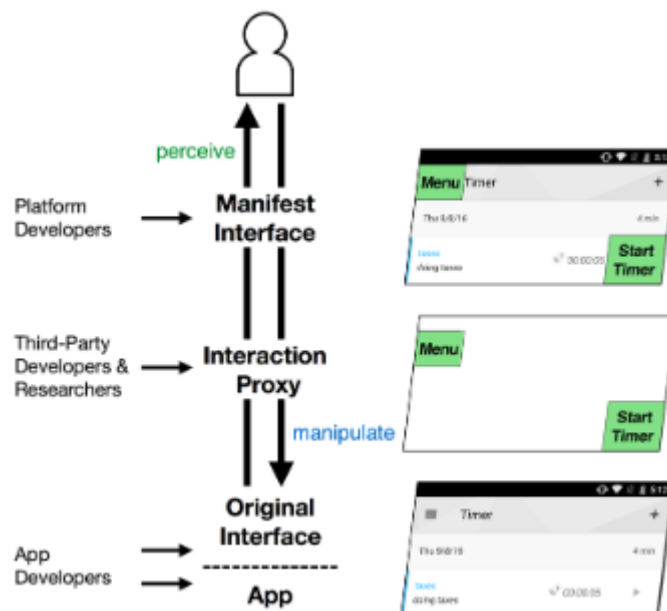 perceive
Platform
Developers
Manifest
Interface
Menu Timer
+
Thu 9/8/16
4 min
taxes
doing taxes
00:00:05
Start
Timer
Third-Party
Developers &
Researchers
Interaction
Proxy
manipulate
Menu
Start
Timer
Original
Interface
App
Developers
App
5:12
Timer
+
Thu 9/8/16
4 min
taxes
doing taxes
00:00:05